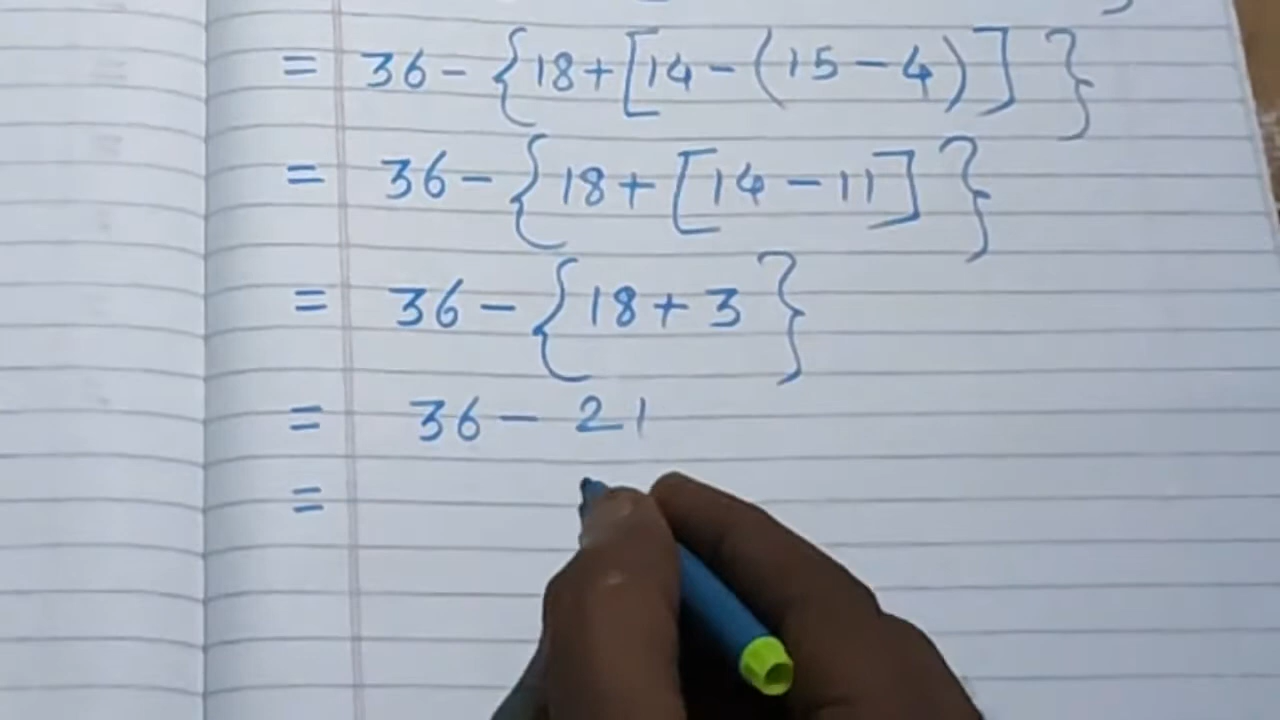 = 36 - {18 + [14 - (15 - 4)] }
= 36 - {18 + [14 - 11] }
= 36 - {18 + 3 }
= 36 - 21
=